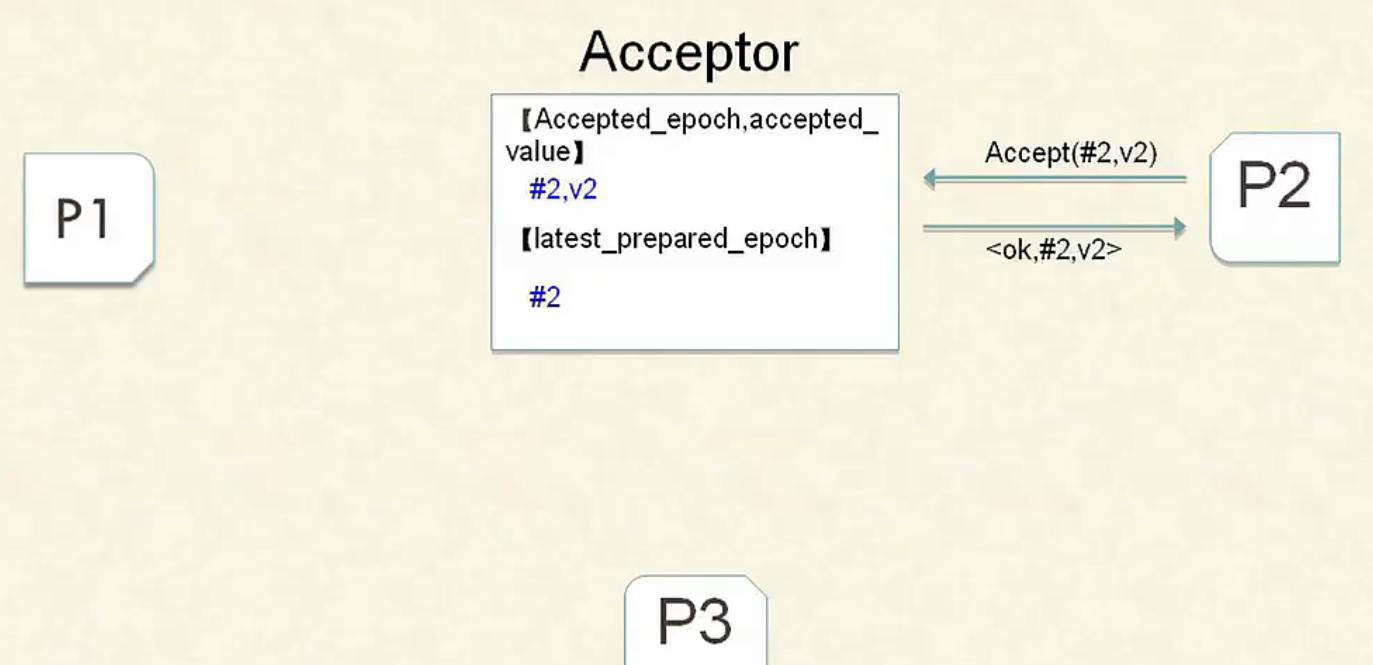 Acceptor
【Accepted_epoch,accepted_
value】
#2,v2
【latest_prepared_epoch】
#2
P1
Accept(#2,v2)
<ok,#2,v2>
P2
P3